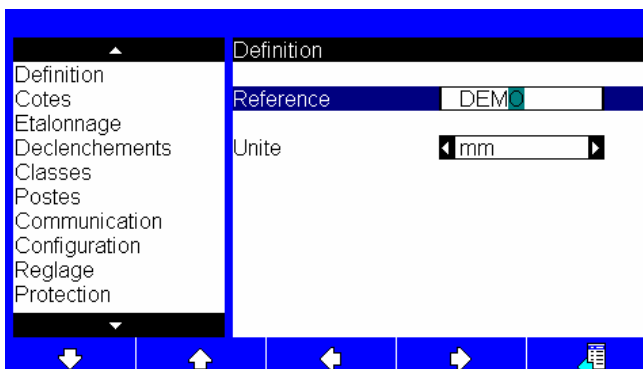 Definition
Cotes
Etalonnage
Declenchements
Classes
Postes
Communication
Configuration
Reglage
Protection
Definition
Reference DEMO
Unite mm